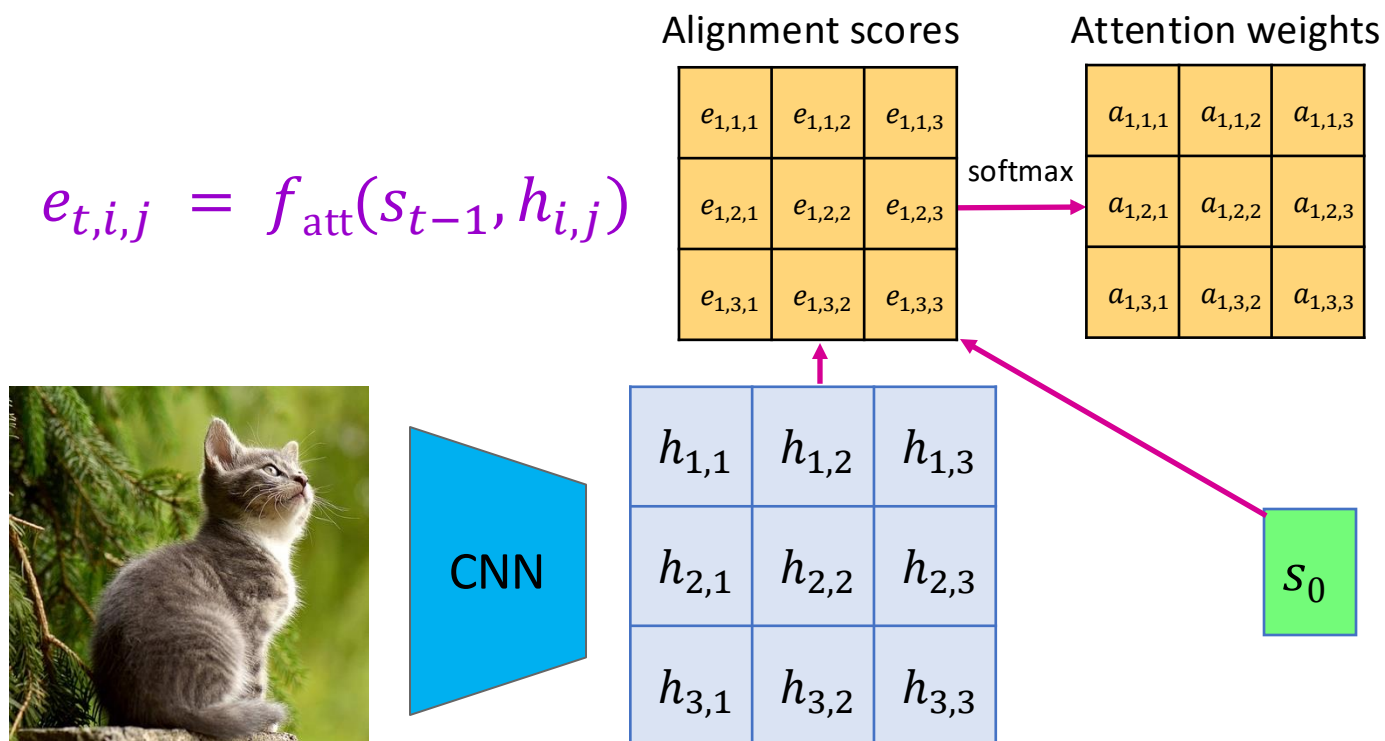 Alignment scores
Attention weights
e_{t,i,j} = f_{att}(s_{t-1}, h_{i,j})
e_{1,1,1} e_{1,1,2} e_{1,1,3}
e_{1,2,1} e_{1,2,2} e_{1,2,3}
e_{1,3,1} e_{1,3,2} e_{1,3,3}
softmax
a_{1,1,1} a_{1,1,2} a_{1,1,3}
a_{1,2,1} a_{1,2,2} a_{1,2,3}
a_{1,3,1} a_{1,3,2} a_{1,3,3}
CNN
h_{1,1} h_{1,2} h_{1,3}
h_{2,1} h_{2,2} h_{2,3}
h_{3,1} h_{3,2} h_{3,3}
s_0